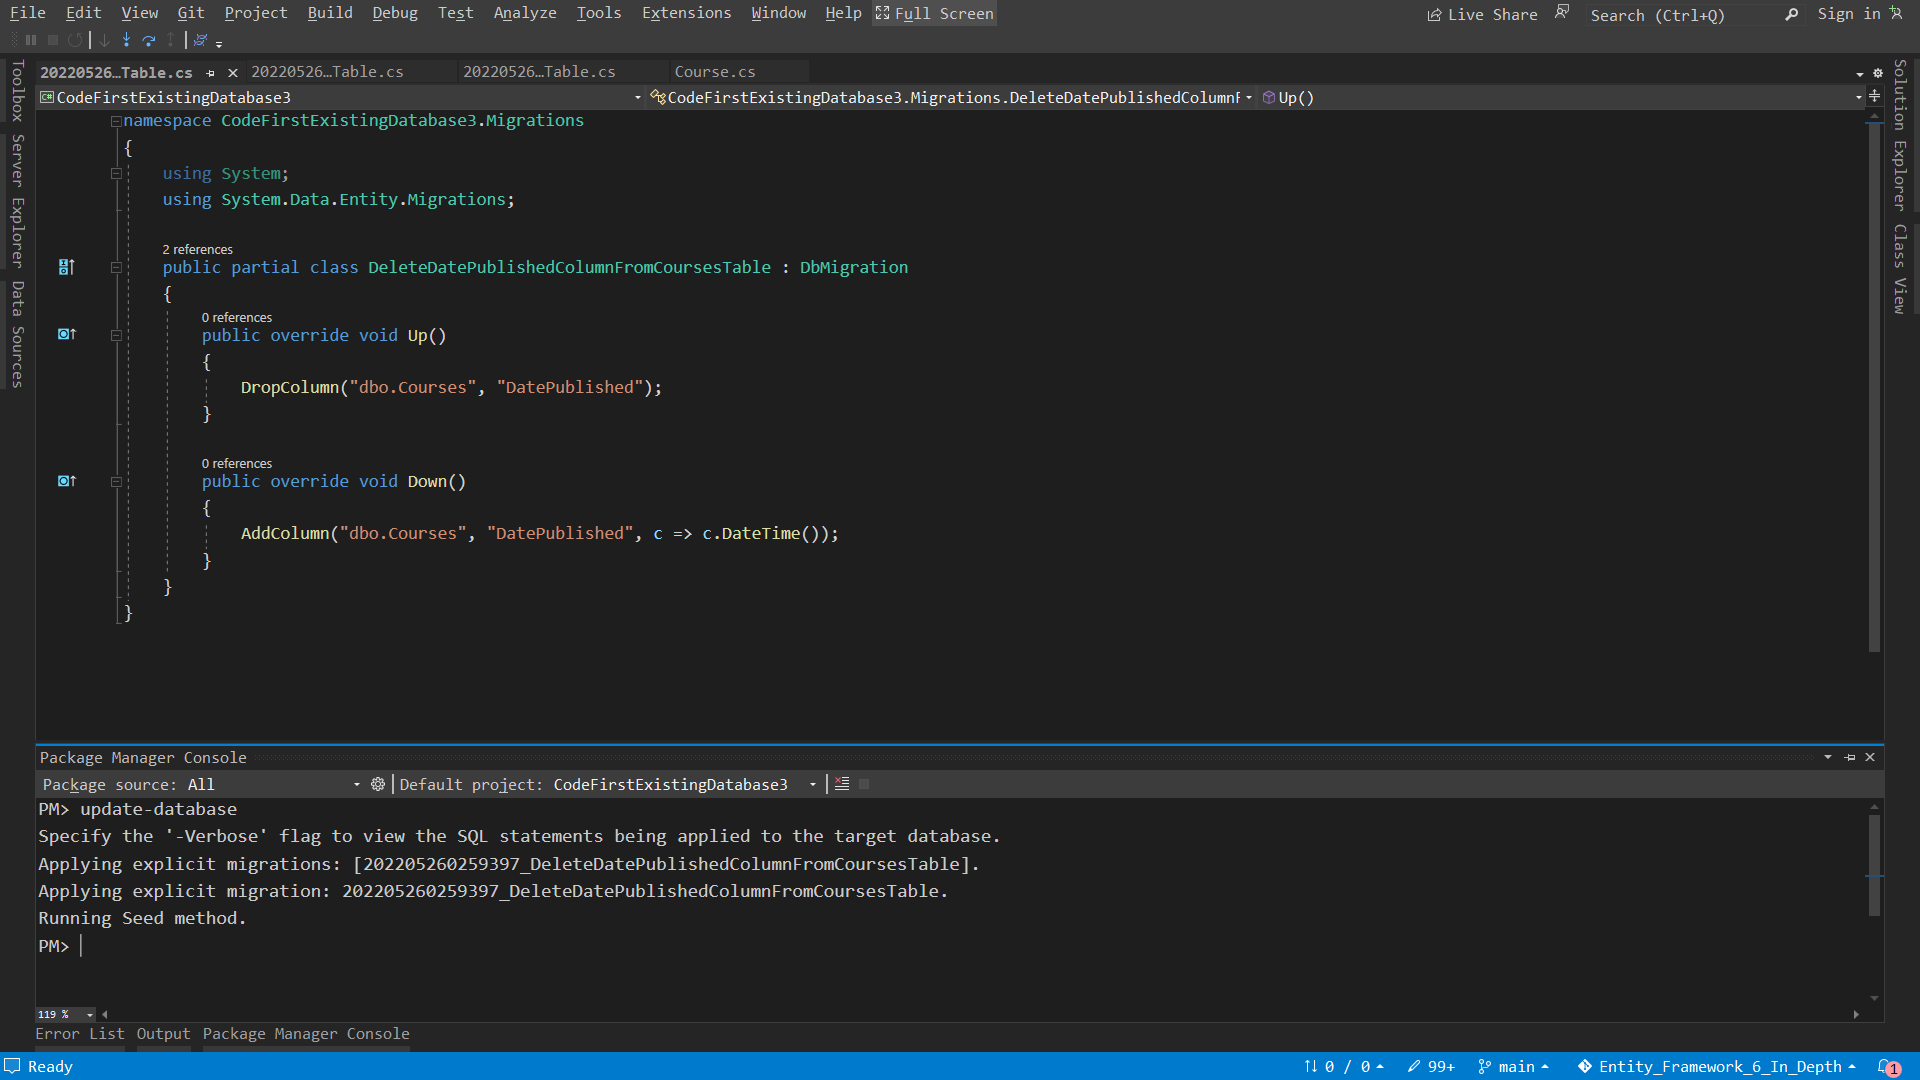 File Edit View Git Project Build Debug Test Analyze Tools Extensions Window Help Full Screen Live Share Search (Ctrl+Q) Sign in
20220526…Table.cs 20220526…Table.cs 20220526…Table.cs Course.cs
CodeFirstExistingDatabase3 CodeFirstExistingDatabase3.Migrations.DeleteDatePublishedColumnF Up()
Toolbox
Server Explorer
Data Sources
Solution Explorer
Class View
namespace CodeFirstExistingDatabase3.Migrations
{
using System;
using System.Data.Entity.Migrations;
2 references
public partial class DeleteDatePublishedColumnFromCoursesTable : DbMigration
{
0 references
public override void Up()
{
DropColumn("dbo.Courses", "DatePublished");
}
0 references
public override void Down()
{
AddColumn("dbo.Courses", "DatePublished", c => c.DateTime());
}
}
}
Package Manager Console
Package source: All Default project: CodeFirstExistingDatabase3
PM> update-database
Specify the '-Verbose' flag to view the SQL statements being applied to the target database.
Applying explicit migrations: [202205260259397_DeleteDatePublishedColumnFromCoursesTable].
Applying explicit migration: 202205260259397_DeleteDatePublishedColumnFromCoursesTable.
Running Seed method.
PM>
119 %
Error List Output Package Manager Console
Ready 0 / 0 99+ main Entity_Framework_6_In_Depth 1